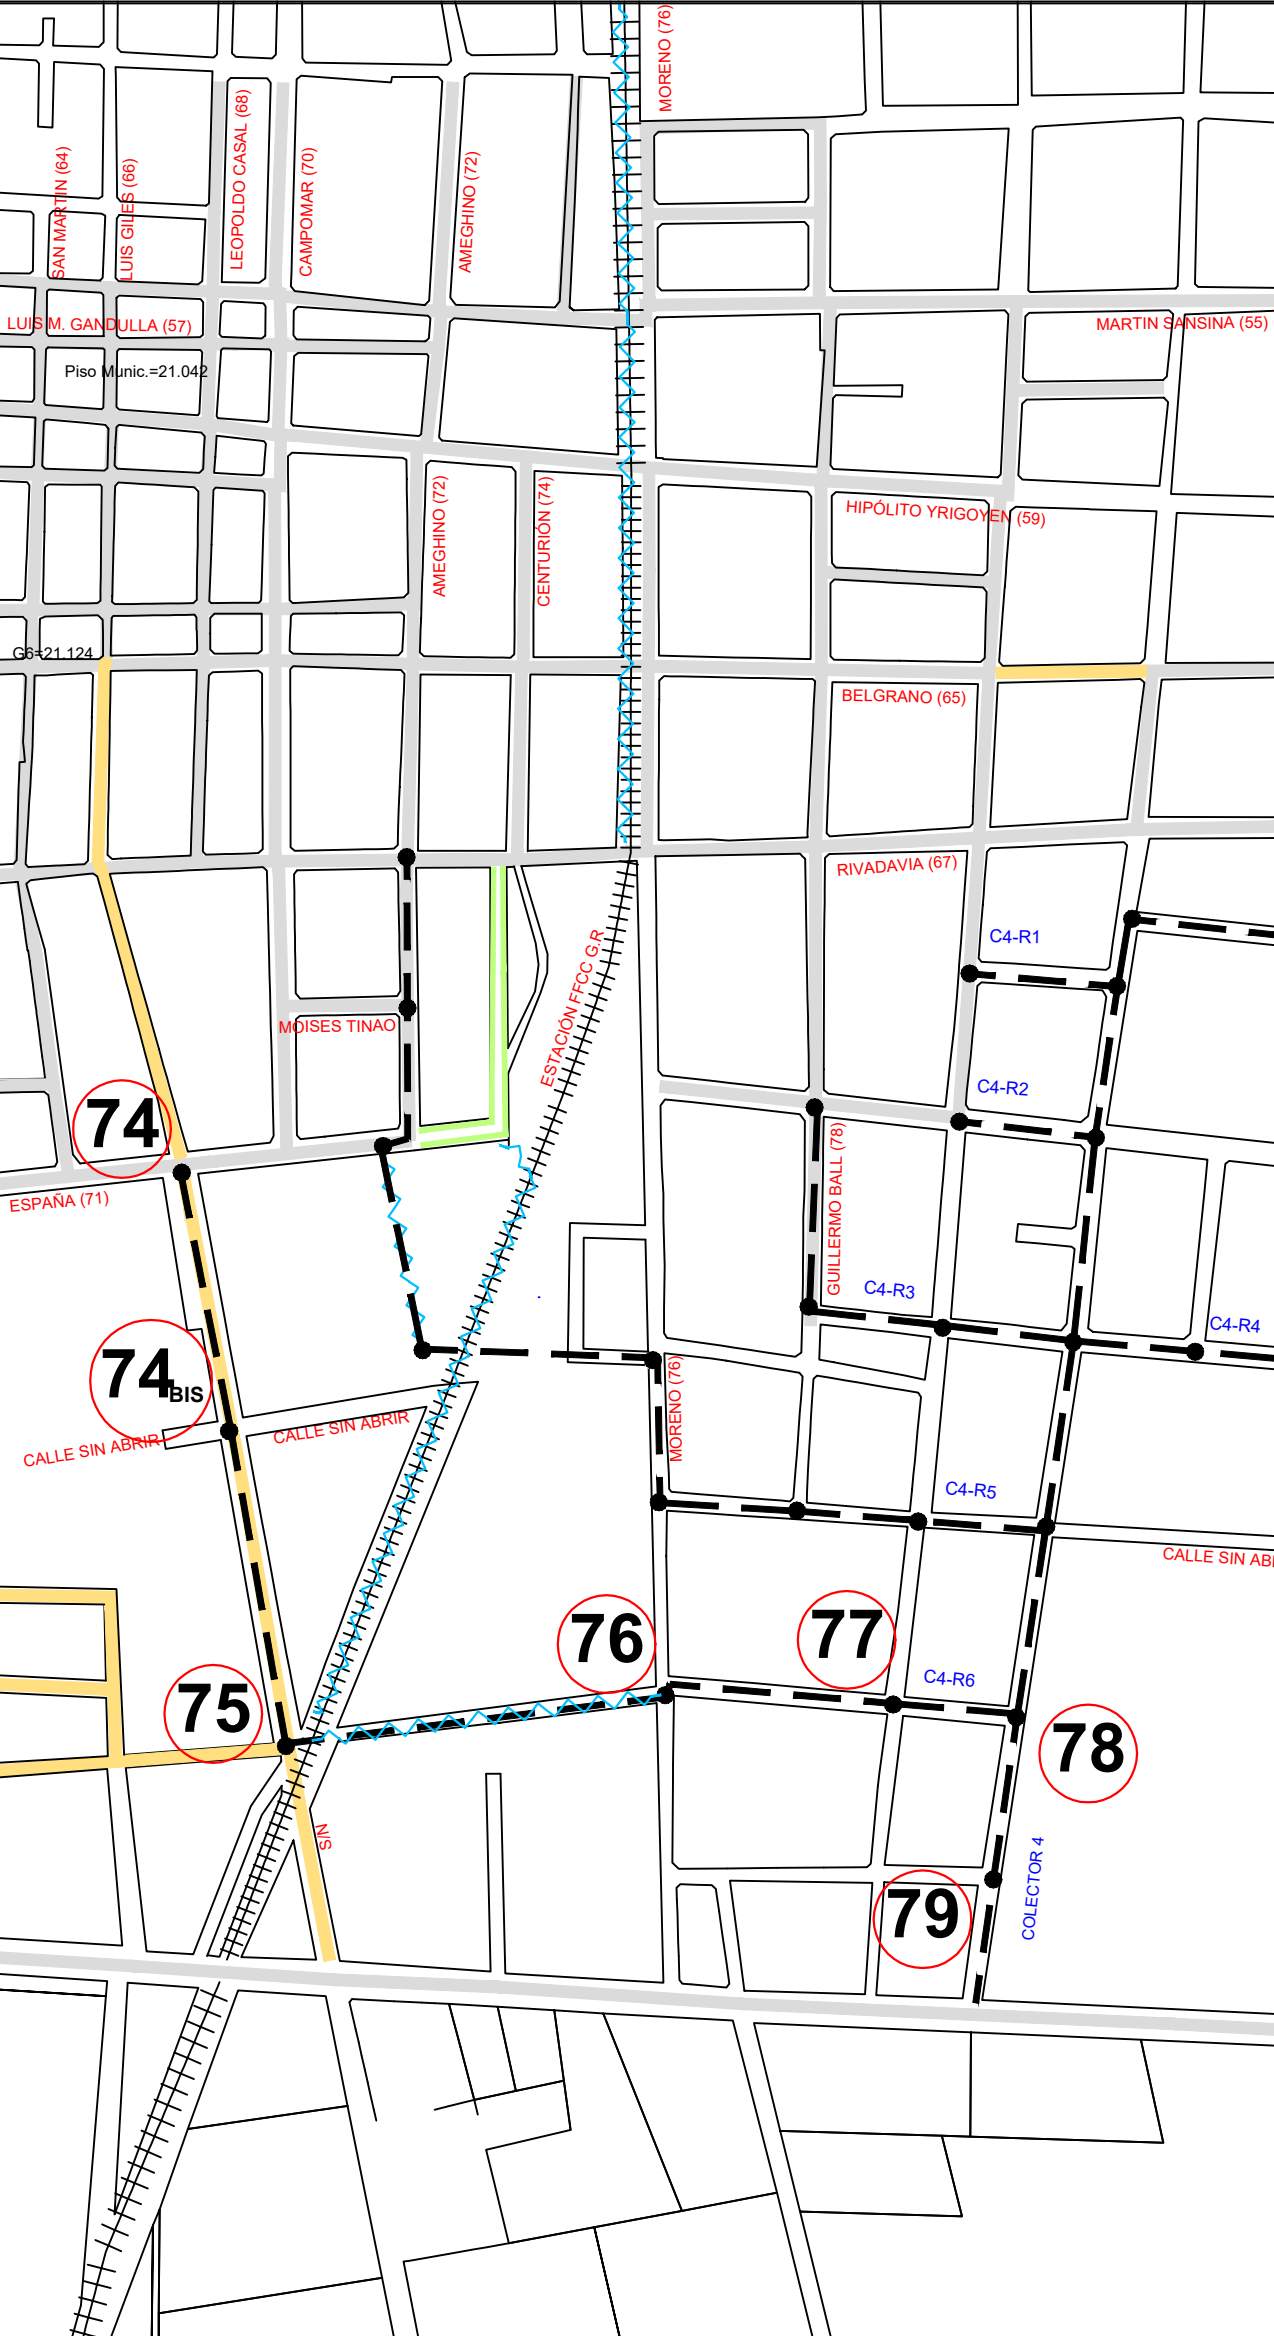 MORENO (76)
SAN MARTIN (64)
LUIS GILES (66)
LEOPOLDO CASAL (68)
CAMPOMAR (70)
AMEGHINO (72)
LUIS M. GANDULLA (57)
MARTIN SANSINA (55)
Piso Munic.=21.042
AMEGHINO (72)
CENTURIÓN (74)
HIPÓLITO YRIGOYEN (59)
G6=21.124
BELGRANO (65)
RIVADAVIA (67)
C4-R1
ESTACIÓN FFCC G.R
MOISES TINAO
C4-R2
74
GUILLERMO BALL (78)
ESPAÑA (71)
C4-R3
C4-R4
74BIS
MORENO (76)
CALLE SIN ABRIR
CALLE SIN ABRIR
C4-R5
CALLE SIN ABI
76
77
C4-R6
75
78
N/S
COLECTOR 4
79